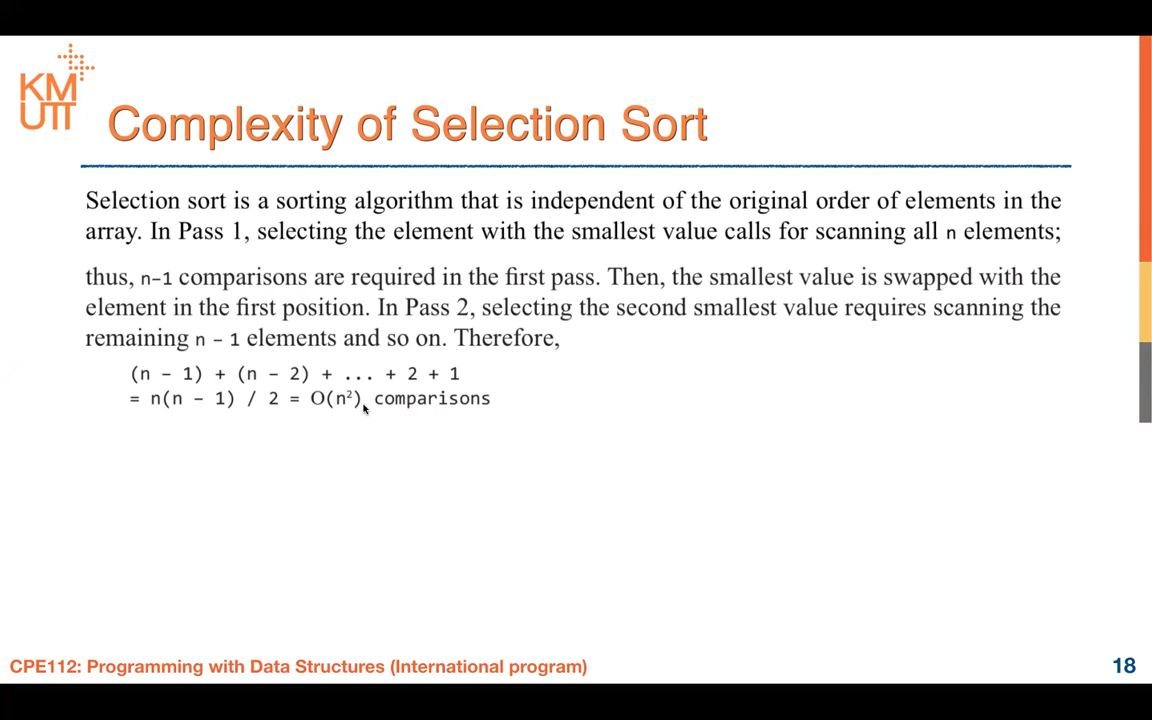 KM
UTT
Complexity of Selection Sort
Selection sort is a sorting algorithm that is independent of the original order of elements in the
array. In Pass 1, selecting the element with the smallest value calls for scanning all n elements;
thus, n–1 comparisons are required in the first pass. Then, the smallest value is swapped with the
element in the first position. In Pass 2, selecting the second smallest value requires scanning the
remaining n – 1 elements and so on. Therefore,
(n – 1) + (n – 2) + ... + 2 + 1
= n(n – 1) / 2 = O(n²) comparisons
CPE112: Programming with Data Structures (International program)
18